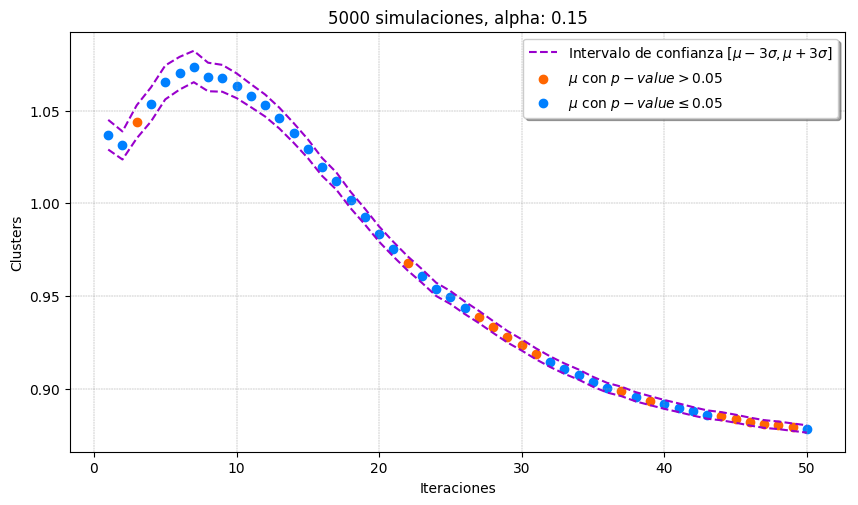 5000 simulaciones, alpha: 0.15
Intervalo de confianza [μ − 3σ, μ + 3σ]
μ con p − value > 0.05
μ con p − value ≤ 0.05
Clusters
1.05
1.00
0.95
0.90
0 10 20 30 40 50
Iteraciones